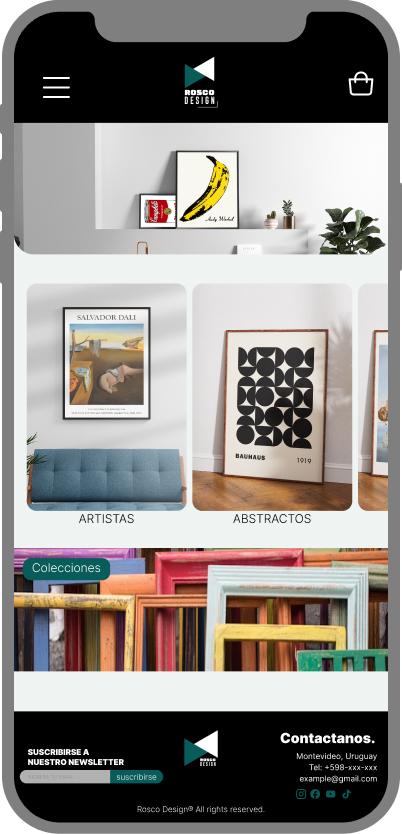 ROSCO
DESIGN
Campbell's
Andy Warhol
SALVADOR DALI
BAUHAUS
1919
ARTISTAS
ABSTRACTOS
Colecciones
SUSCRIBIRSE A
NUESTRO NEWSLETTER
suscribirse
ROSCO
DESIGN
Contactanos.
Montevideo, Uruguay
Tel: +598-xxx-xxx
example@gmail.com
Rosco Design® All rights reserved.